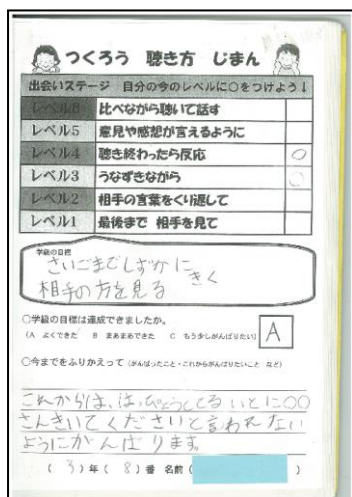 つくろう 聴き方 じまん
出会いステージ 自分の今のレベルに○をつけよう！
レベル6 比べながら聴いて話す
レベル5 意見や感想が言えるように
レベル4 聴き終わったら反応 ○
レベル3 うなずきながら ○
レベル2 相手の言葉をくり返して
レベル1 最後まで 相手を見て
学級の目標
さいごまでしずかにきく
相手の方を見る
○学級の目標は達成できましたか。
(A よくできた B まあまあできた C もう少しがんばりたい) A
○今までをふりかえって (がんばったこと・これからがんばりたいこと など)
これからは、は、ぴょうしてるいとに○○
さんきいてくださいと言われない
ようにがんばります。
( 3 ) 年 ( 8 ) 番 名前 ( )